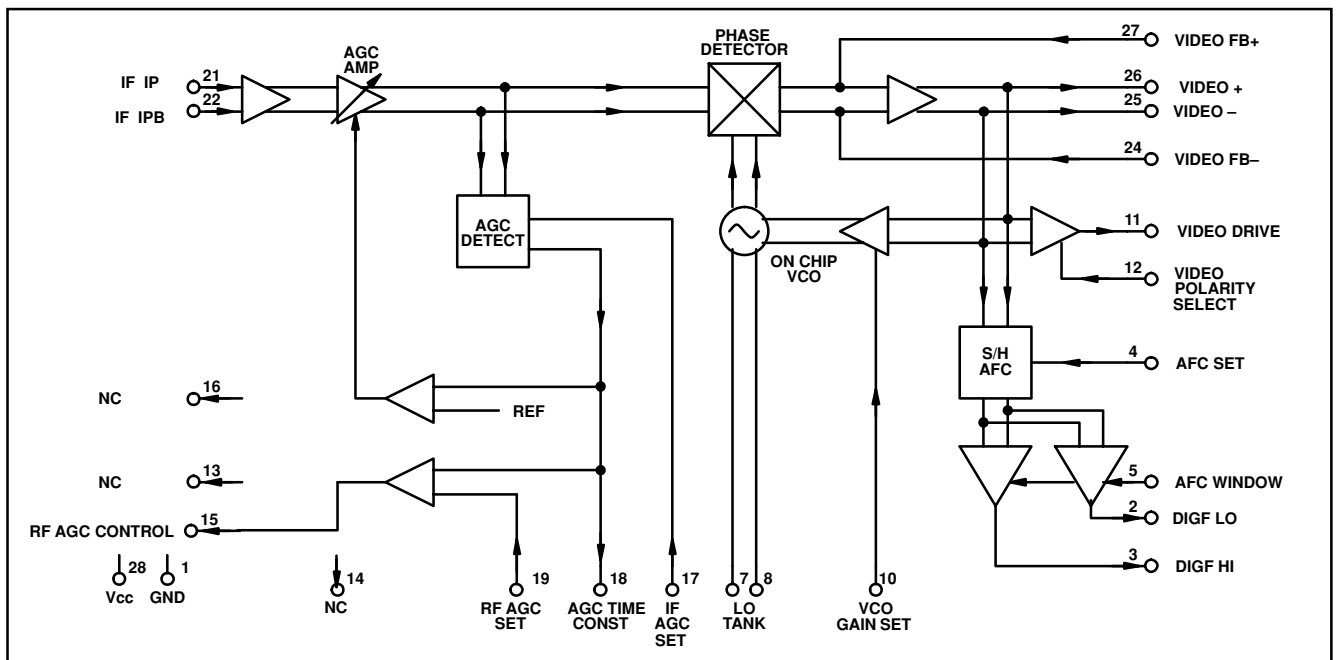 PHASE
DETECTOR
AGC
AMP
IF IP
21
IF IPB
22
27
VIDEO FB+
26
VIDEO +
25
VIDEO –
24
VIDEO FB–
AGC
DETECT
ON CHIP
VCO
11
VIDEO DRIVE
12
VIDEO
POLARITY
SELECT
S/H
AFC
4
AFC SET
NC
16
REF
NC
13
5
AFC WINDOW
2
DIGF LO
3
DIGF HI
RF AGC CONTROL
15
28
Vcc
1
GND
14
NC
19
RF AGC
SET
18
AGC TIME
CONST
17
IF
AGC
SET
7
8
LO
TANK
10
VCO
GAIN SET